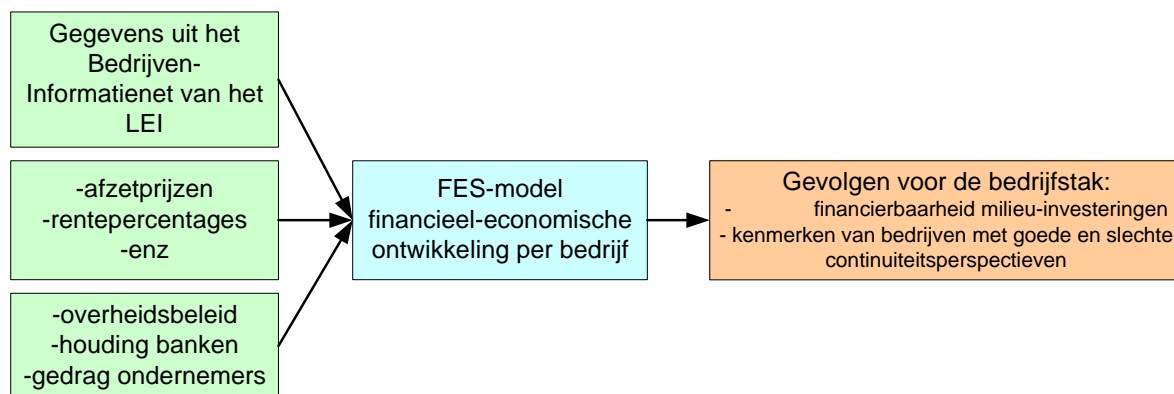 Gegevens uit het
Bedrijven-
Informatienet van het
LEI
-afzetprijzen
-rentepercentages
-enz
-overheidsbeleid
-houding banken
-gedrag ondernemers
FES-model
financieel-economische
ontwikkeling per bedrijf
Gevolgen voor de bedrijfstak:
- financierbaarheid milieu-investeringen
- kenmerken van bedrijven met goede en slechte
continuiteitsperspectieven